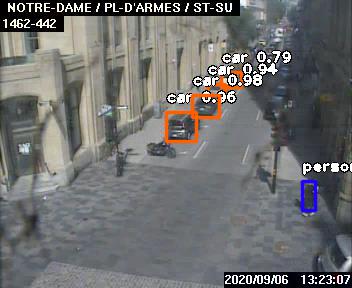 NOTRE-DAME / PL-D'ARMES / ST-SU
1462-442
car 0.79
car 0.94
car 0.98
car 0.96
person
2020/09/06 13:23:07